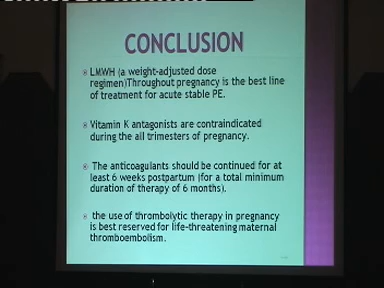 CONCLUSION
LMWH (a weight-adjusted dose
regimen)Throughout pregnancy is the best line
of treatment for acute stable PE.
Vitamin K antagonists are contraindicated
during the all trimesters of pregnancy.
The anticoagulants should be continued for at
least 6 weeks postpartum (for a total minimum
duration of therapy of 6 months).
the use of thrombolytic therapy in pregnancy
is best reserved for life-threatening maternal
thromboembolism.